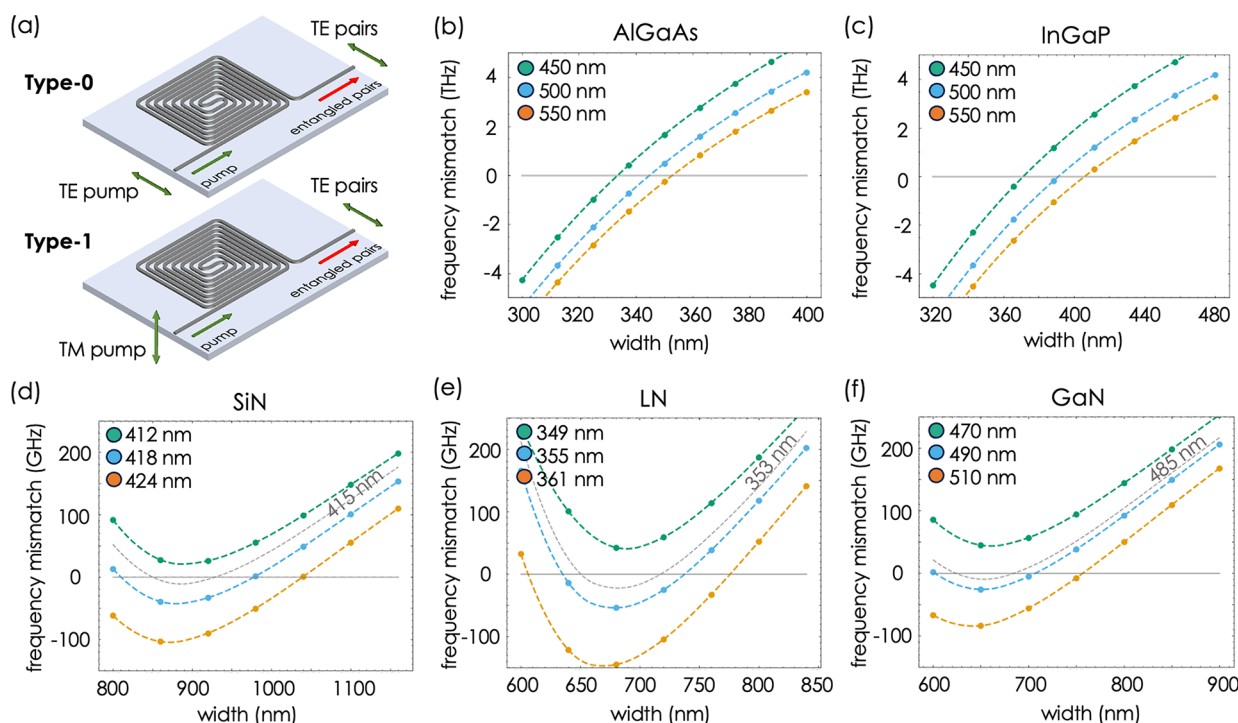 (a)
TE pairs
Type-0
entangled pairs
pump
TE pump
TE pairs
Type-1
entangled pairs
pump
TM pump
(b)
AlGaAs
450 nm
500 nm
550 nm
frequency mismatch (THz)
4
2
0
-2
-4
300 320 340 360 380 400
width (nm)
(c)
InGaP
450 nm
500 nm
550 nm
frequency mismatch (THz)
4
2
0
-2
-4
320 360 400 440 480
width (nm)
(d)
SiN
412 nm
418 nm
424 nm
415 nm
frequency mismatch (GHz)
200
100
0
-100
800 900 1000 1100
width (nm)
(e)
LN
349 nm
355 nm
361 nm
353 nm
frequency mismatch (GHz)
200
100
0
-100
600 650 700 750 800 850
width (nm)
(f)
GaN
470 nm
490 nm
510 nm
485 nm
frequency mismatch (GHz)
200
100
0
-100
600 700 800 900
width (nm)